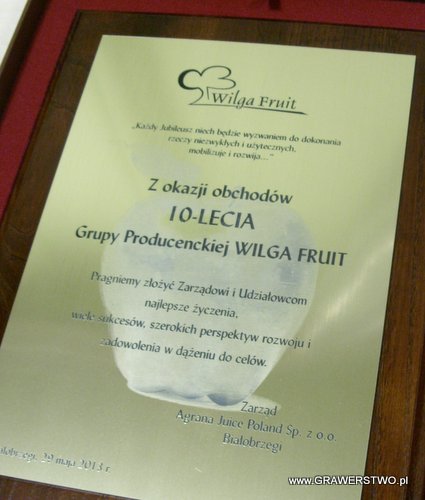 Wilga Fruit
„Każdy Jubileusz niech będzie wyzwaniem do dokonania
rzeczy niezwykłych i użytecznych,
mobilizuje i rozwija..."
Z okazji obchodów
10-LECIA
Grupy Producenckiej WILGA FRUIT
Pragniemy złożyć Zarządowi i Udziałowcom
najlepsze życzenia,
wiele sukcesów, szerokich perspektyw rozwoju i
zadowolenia w dążeniu do celów.
Zarząd
Agrana Juice Poland Sp. z o.o.
Białobrzegi
ałobrzegi, 29 maja 2013 r.
www.GRAWERSTWO.pl